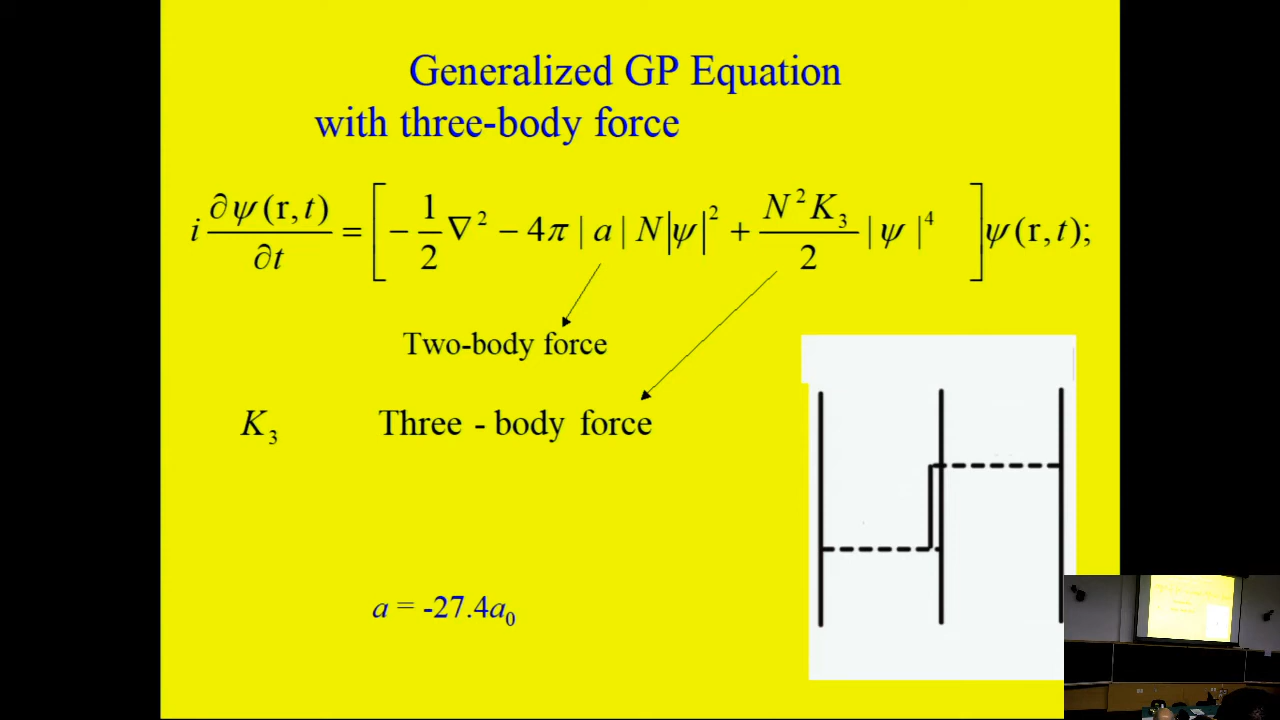 Generalized GP Equation
with three-body force
i ∂ψ(r,t)/∂t = [ − 1/2 ∇² − 4π | a | N|ψ|² + N²K₃/2 | ψ |⁴ ] ψ(r,t);
Two-body force
K₃ Three - body force
a = -27.4a₀